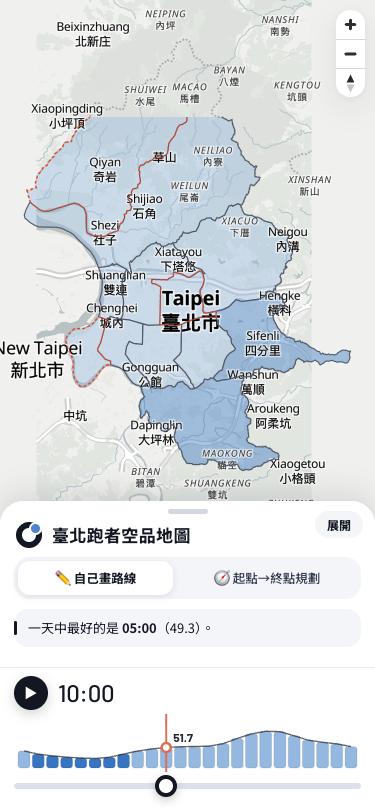 NEIPING
內坪
NANSHI
南勢
Beixinzhuang
北新庄
BAYAN
八煙
SHUIWEI
水尾
MACAO
馬槽
KENGTOU
坑頭
Xiaopingding
小坪頂
NEILIAO
內寮
草山
Qiyan
奇岩
XINSHAN
新山
WEILUN
尾崙
Shijiao
石角
XIACUO
下厝
Shezi
社子
Neigou
內溝
Xiatayou
下塔悠
Shuanglian
雙連
Taipei
臺北市
Hengke
橫科
Chengnei
城內
Sifenli
四分里
New Taipei
新北市
Gongguan
公館
Wanshun
萬順
中坑
Aroukeng
阿柔坑
Dapinglin
大坪林
MAOKONG
貓空
BITAN
碧潭
Xiaogetou
小格頭
SHUANGKENG
雙坑
臺北跑者空品地圖
展開
✏️ 自己畫路線
🧭 起點→終點規劃
一天中最好的是 05:00（49.3）。
10:00
51.7